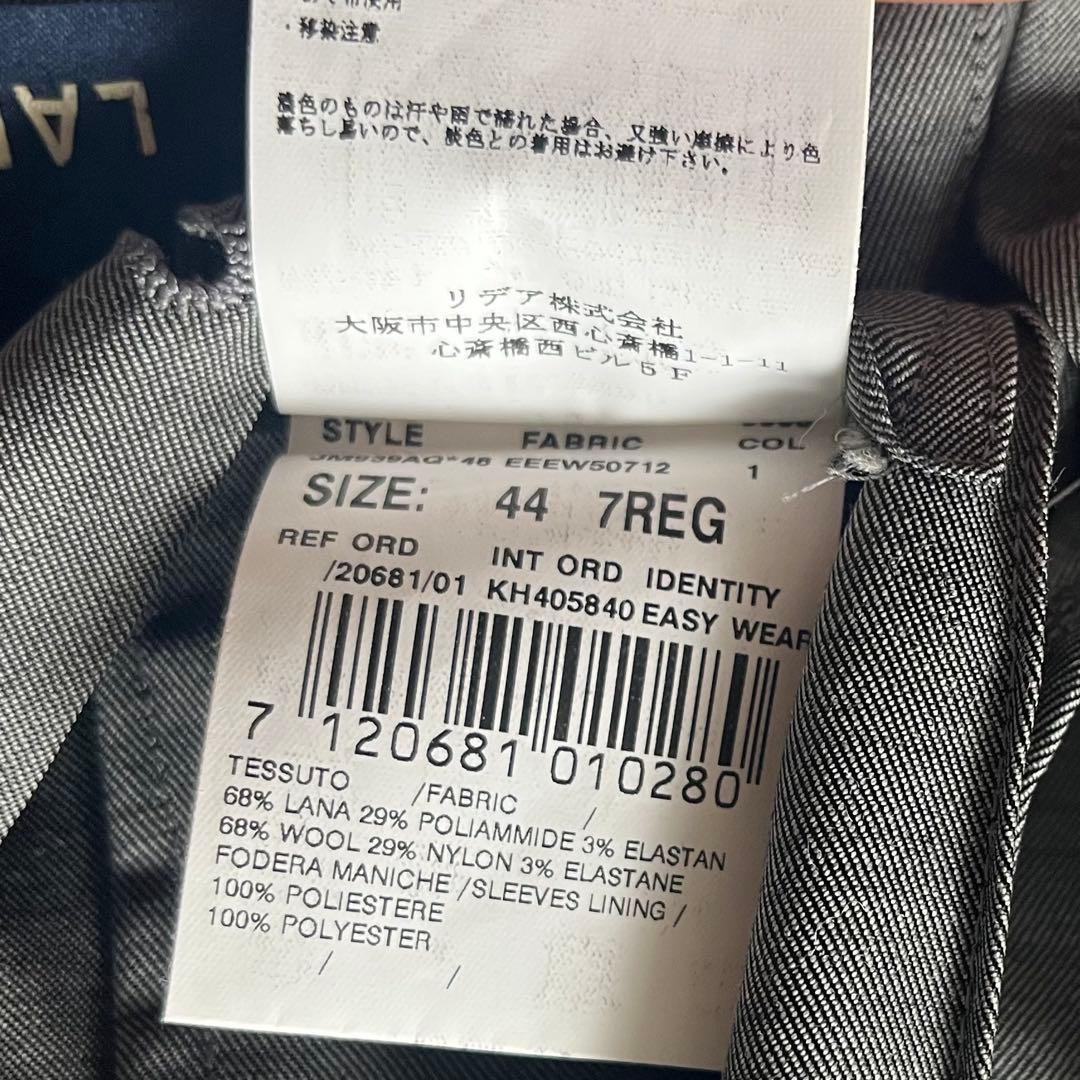 ・移染注意
濃色のものは汗や雨で濡れた場合、又強い摩擦により色
落ちし易いので、淡色との着用はお避け下さい。
リデア株式会社
大阪市中央区西心斎橋1-1-11
心斎橋西ビル5F
STYLE FABRIC COL
EEEW50712 1
SIZE: 44 7REG
REF ORD INT ORD IDENTITY
/20681/01 KH405840 EASY WEAR
7 120681 010280
TESSUTO /FABRIC /
68% LANA 29% POLIAMMIDE 3% ELASTAN
68% WOOL 29% NYLON 3% ELASTANE
FODERA MANICHE /SLEEVES LINING /
100% POLIESTERE
100% POLYESTER
/ /
LA